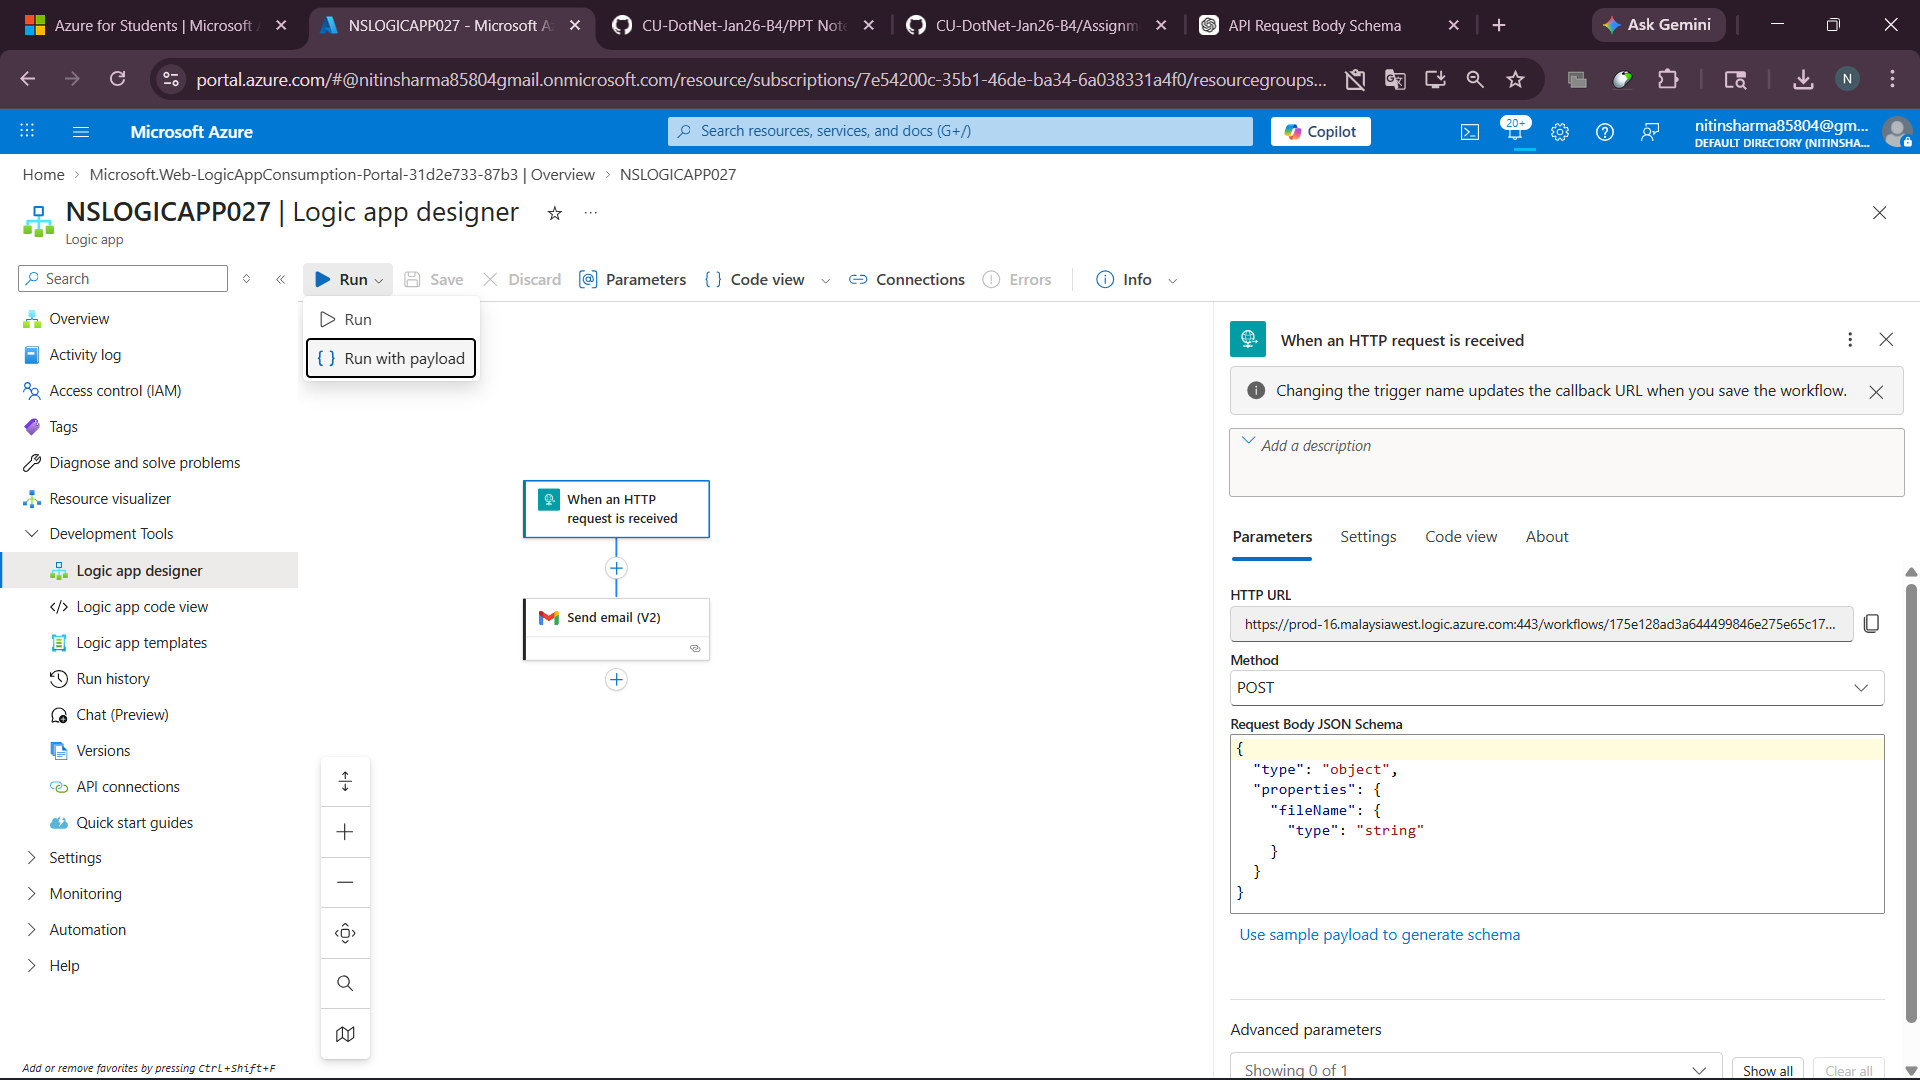 Azure for Students | Microsoft
NSLOGICAPP027 - Microsoft A
CU-DotNet-Jan26-B4/PPT Note
CU-DotNet-Jan26-B4/Assignm
API Request Body Schema
Ask Gemini
portal.azure.com/#@nitinsharma85804gmail.onmicrosoft.com/resource/subscriptions/7e54200c-35b1-46de-ba34-6a038331a4f0/resourcegroups...
N
Microsoft Azure
Search resources, services, and docs (G+/)
Copilot
20+
nitinsharma85804@gm...
DEFAULT DIRECTORY (NITINSHA...
Home > Microsoft.Web-LogicAppConsumption-Portal-31d2e733-87b3 | Overview > NSLOGICAPP027
NSLOGICAPP027 | Logic app designer
Logic app
Search
Run
Save
Discard
Parameters
Code view
Connections
Errors
Info
Run
Run with payload
Overview
Activity log
Access control (IAM)
Tags
Diagnose and solve problems
Resource visualizer
Development Tools
Logic app designer
Logic app code view
Logic app templates
Run history
Chat (Preview)
Versions
API connections
Quick start guides
Settings
Monitoring
Automation
Help
Add or remove favorites by pressing Ctrl+Shift+F
When an HTTP
request is received
Send email (V2)
When an HTTP request is received
Changing the trigger name updates the callback URL when you save the workflow.
Add a description
Parameters
Settings
Code view
About
HTTP URL
https://prod-16.malaysiawest.logic.azure.com:443/workflows/175e128ad3a644499846e275e65c17...
Method
POST
Request Body JSON Schema
{
"type": "object",
"properties": {
"fileName": {
"type": "string"
}
}
}
Use sample payload to generate schema
Advanced parameters
Showing 0 of 1
Show all
Clear all